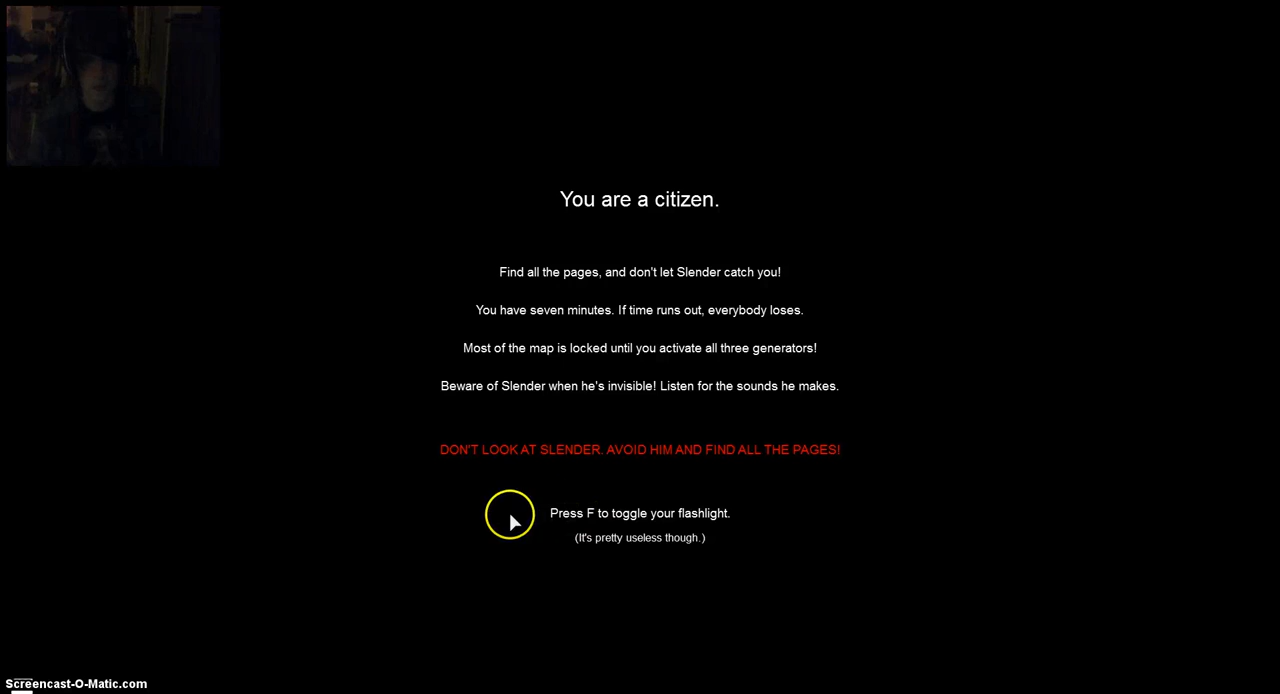 You are a citizen.
Find all the pages, and don't let Slender catch you!
You have seven minutes. If time runs out, everybody loses.
Most of the map is locked until you activate all three generators!
Beware of Slender when he's invisible! Listen for the sounds he makes.
DON'T LOOK AT SLENDER. AVOID HIM AND FIND ALL THE PAGES!
Press F to toggle your flashlight.
(It's pretty useless though.)
Screencast-O-Matic.com